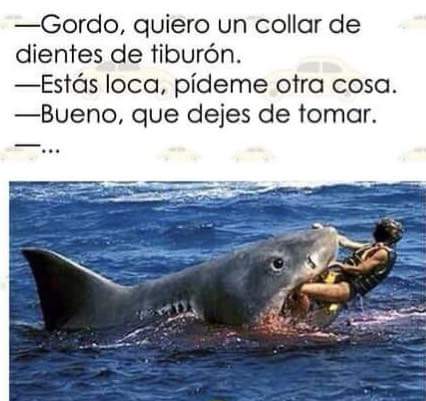 —Gordo, quiero un collar de
dientes de tiburón.
—Estás loca, pídeme otra cosa.
—Bueno, que dejes de tomar.
—...